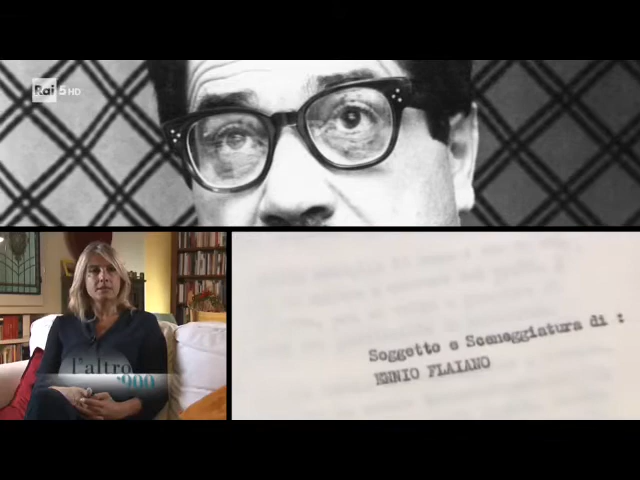 Rai 5 HD
l'altro
'900
Soggetto e Sceneggiatura di :
ENNIO FLAIANO